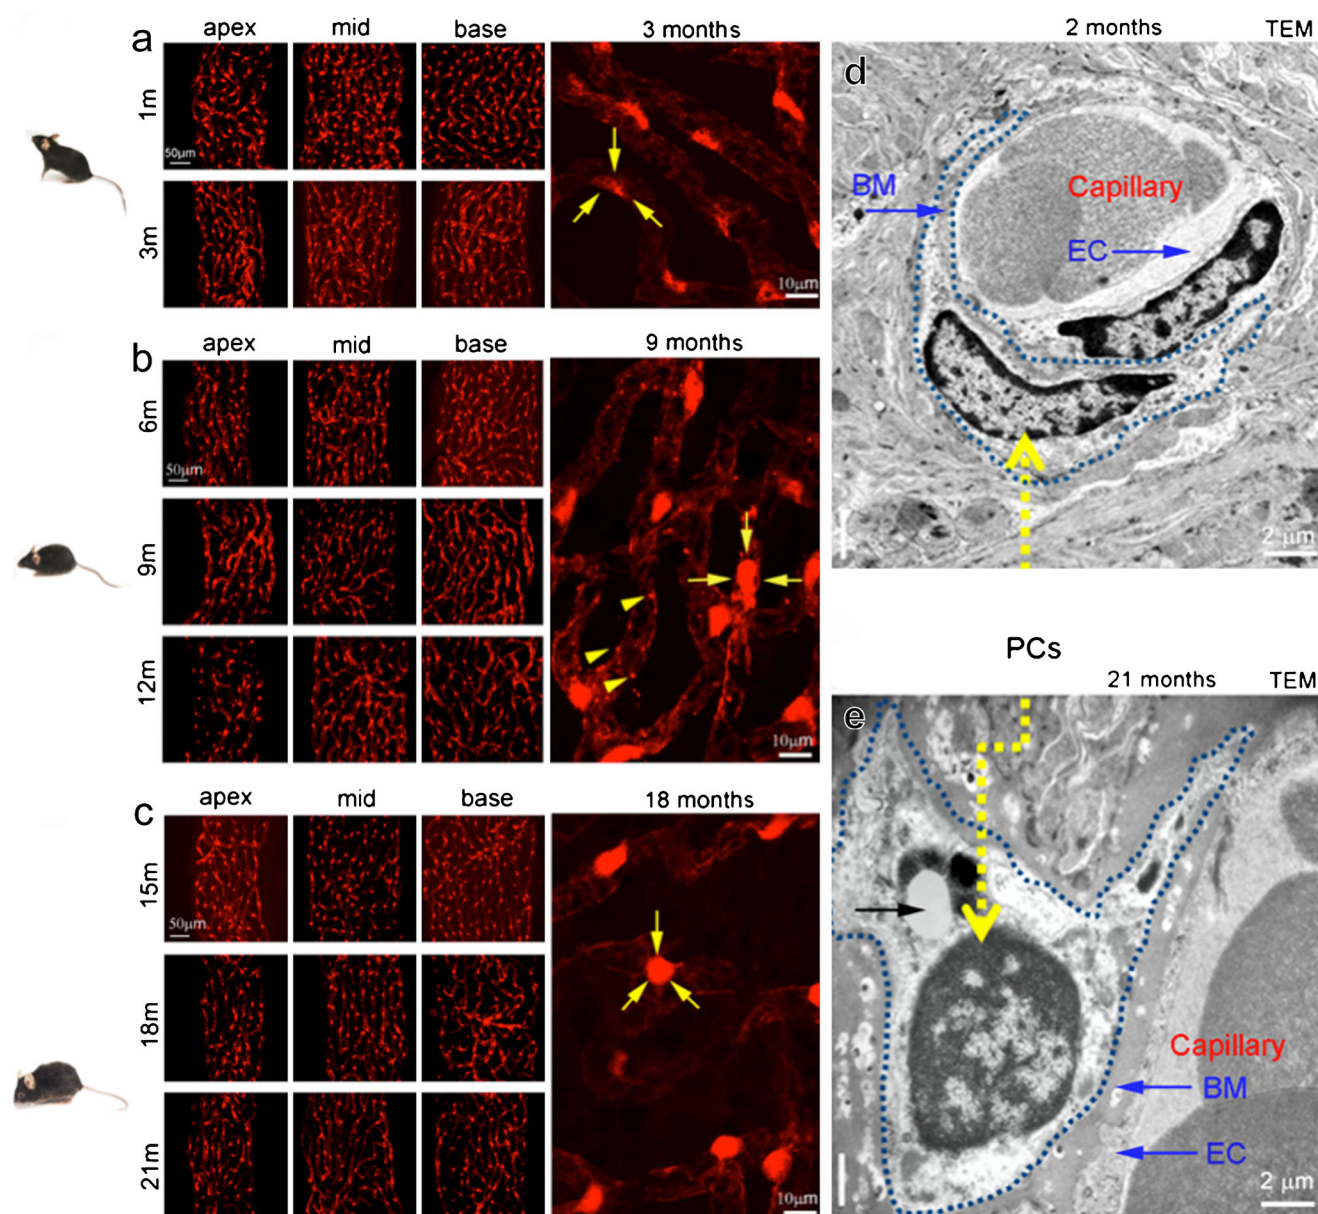 a
apex mid base 3 months
1m
50µm
3m
10µm
b
apex mid base 9 months
6m
50µm
9m
12m
10µm
c
apex mid base 18 months
15m
50µm
18m
21m
10µm
2 months TEM
d
BM
Capillary
EC
2 µm
PCs
21 months TEM
e
Capillary
BM
EC
2 µm